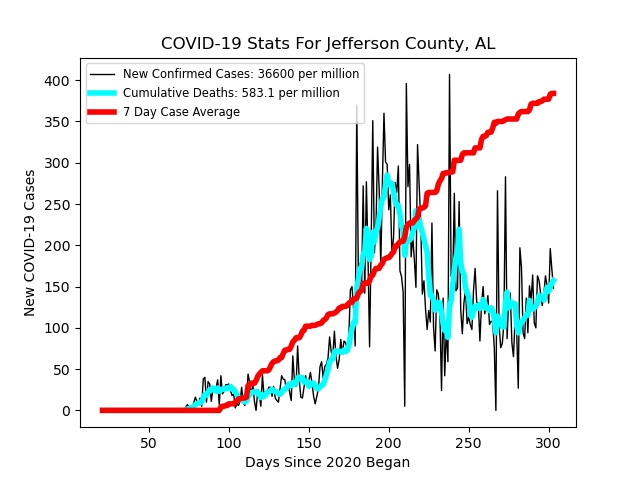 COVID-19 Stats For Jefferson County, AL
New Confirmed Cases: 36600 per million
Cumulative Deaths: 583.1 per million
7 Day Case Average
New COVID-19 Cases
400
350
300
250
200
150
100
50
0
50 100 150 200 250 300
Days Since 2020 Began